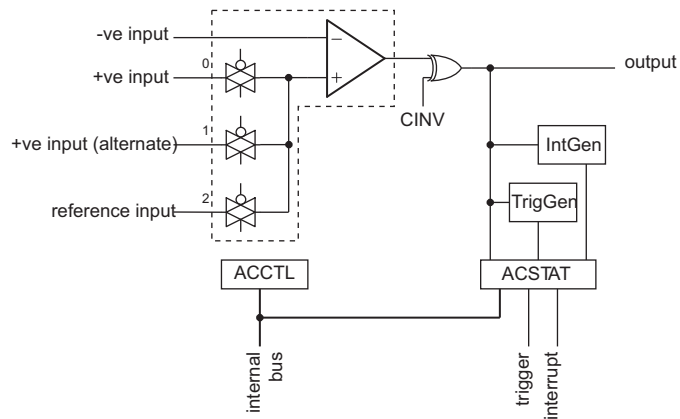 -ve input
+ve input
0
+ve input (alternate)
1
reference input
2
−
+
CINV
output
IntGen
TrigGen
ACCTL
ACSTAT
internal
bus
trigger
interrupt